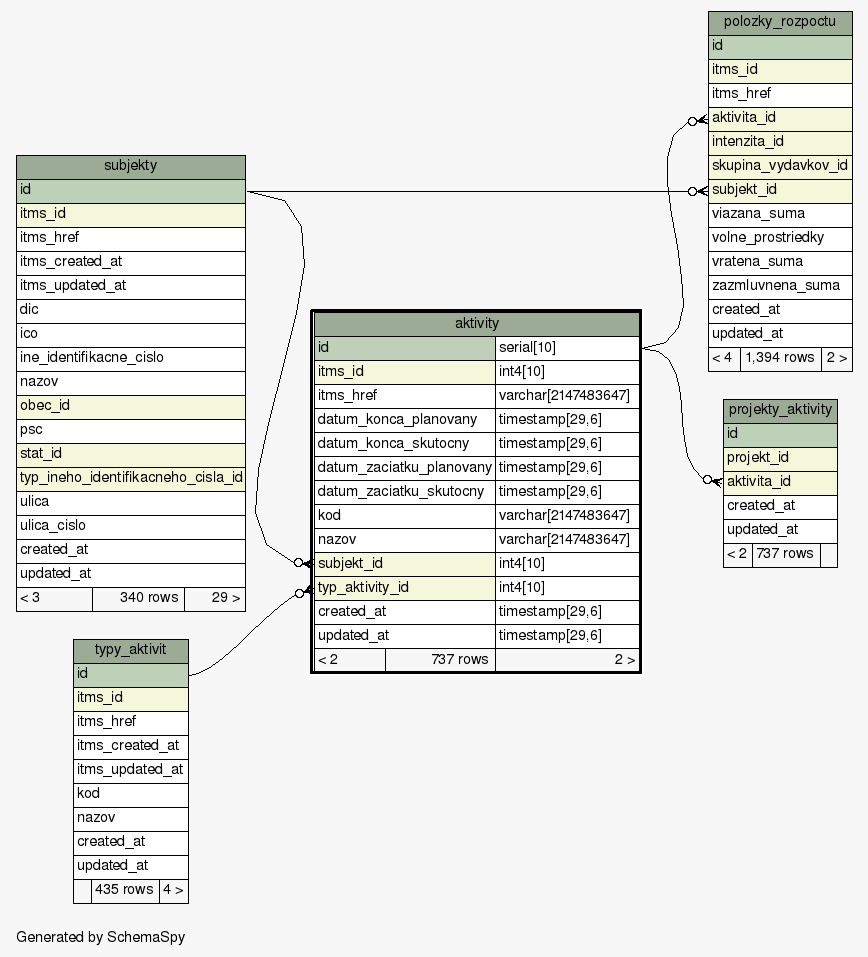 polozky_rozpoctu
id
itms_id
itms_href
aktivita_id
intenzita_id
skupina_vydavkov_id
subjekt_id
viazana_suma
volne_prostriedky
vratena_suma
zazmluvnena_suma
created_at
updated_at
< 4 1,394 rows 2 >
subjekty
id
itms_id
itms_href
itms_created_at
itms_updated_at
dic
ico
ine_identifikacne_cislo
nazov
obec_id
psc
stat_id
typ_ineho_identifikacneho_cisla_id
ulica
ulica_cislo
created_at
updated_at
< 3 340 rows 29 >
aktivity
id serial[10]
itms_id int4[10]
itms_href varchar[2147483647]
datum_konca_planovany timestamp[29,6]
datum_konca_skutocny timestamp[29,6]
datum_zaciatku_planovany timestamp[29,6]
datum_zaciatku_skutocny timestamp[29,6]
kod varchar[2147483647]
nazov varchar[2147483647]
subjekt_id int4[10]
typ_aktivity_id int4[10]
created_at timestamp[29,6]
updated_at timestamp[29,6]
< 2 737 rows 2 >
projekty_aktivity
id
projekt_id
aktivita_id
created_at
updated_at
< 2 737 rows
typy_aktivit
id
itms_id
itms_href
itms_created_at
itms_updated_at
kod
nazov
created_at
updated_at
435 rows 4 >
Generated by SchemaSpy